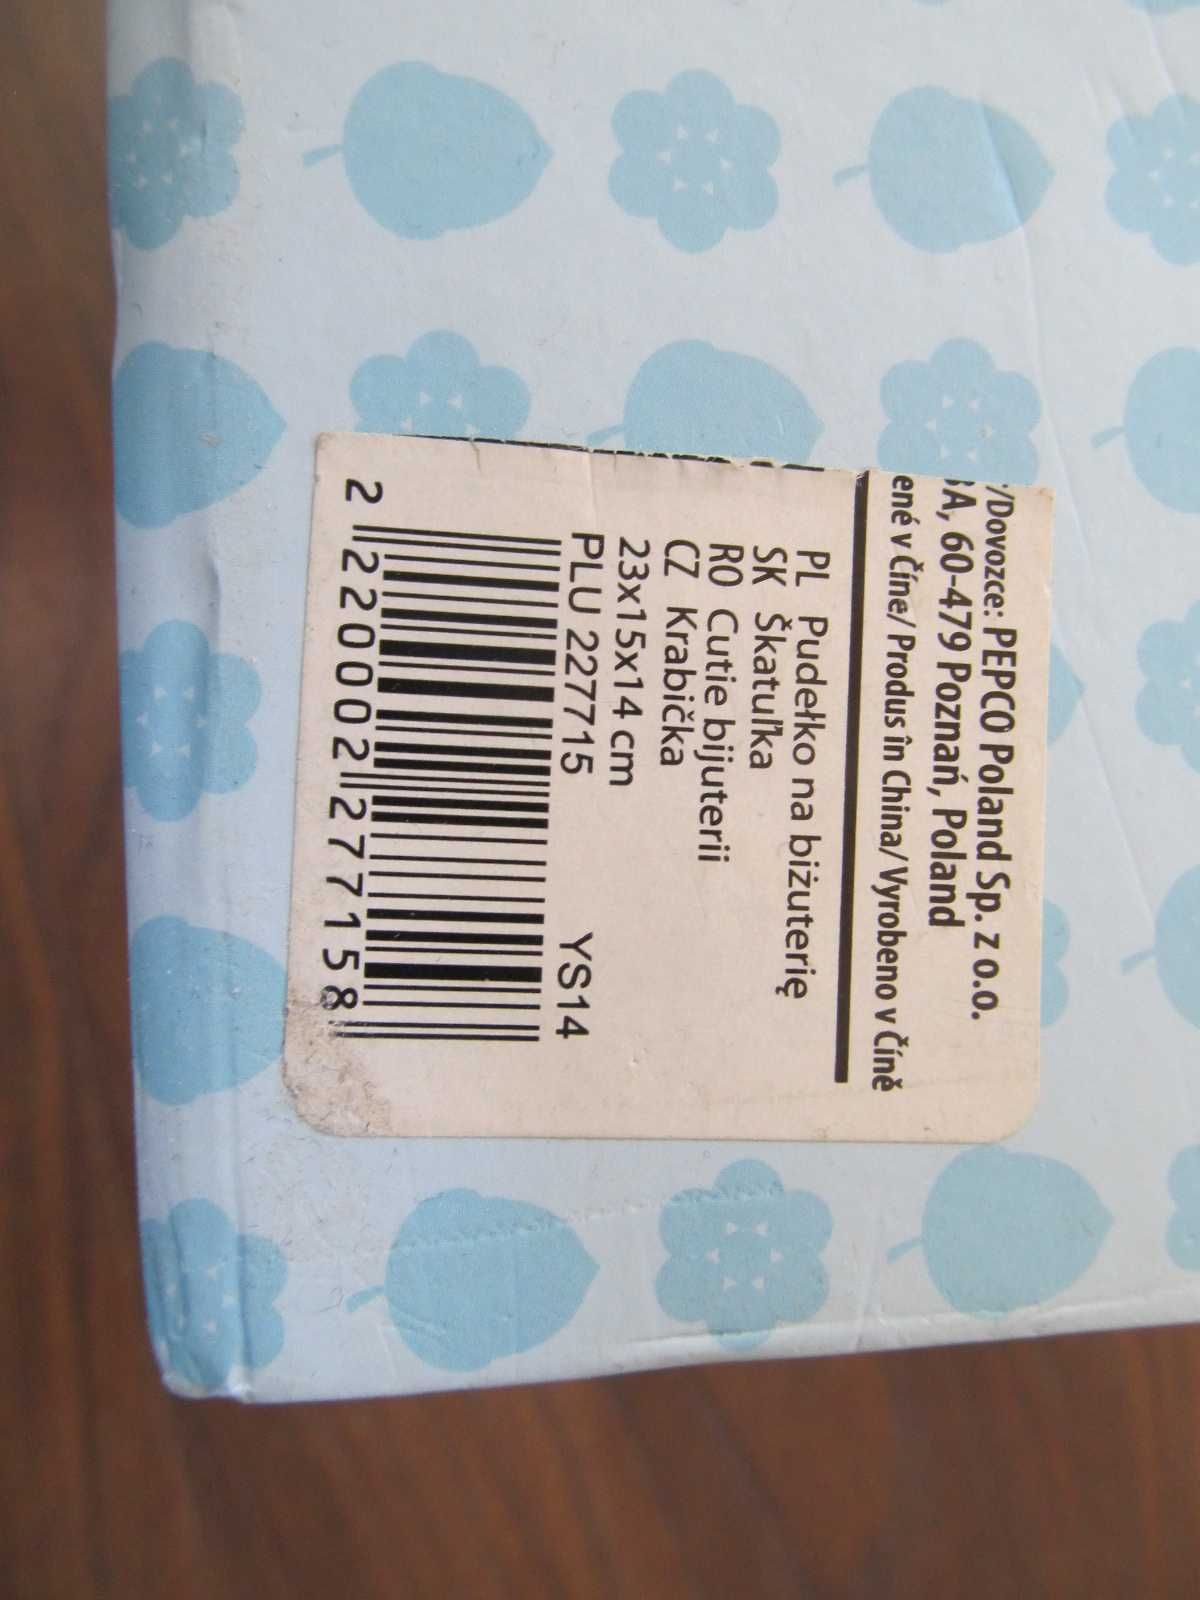 /Dovozce: PEPCO Poland Sp. z o.o.
A, 60-479 Poznań, Poland
ené v Číne/ Produs în China/ Vyrobeno v Číně
PL Pudełko na biżuterię
SK Škatuľka
RO Cutie bijuterii
CZ Krabička
23x15x14 cm
PLU 227715 YS14
2 220002 277158